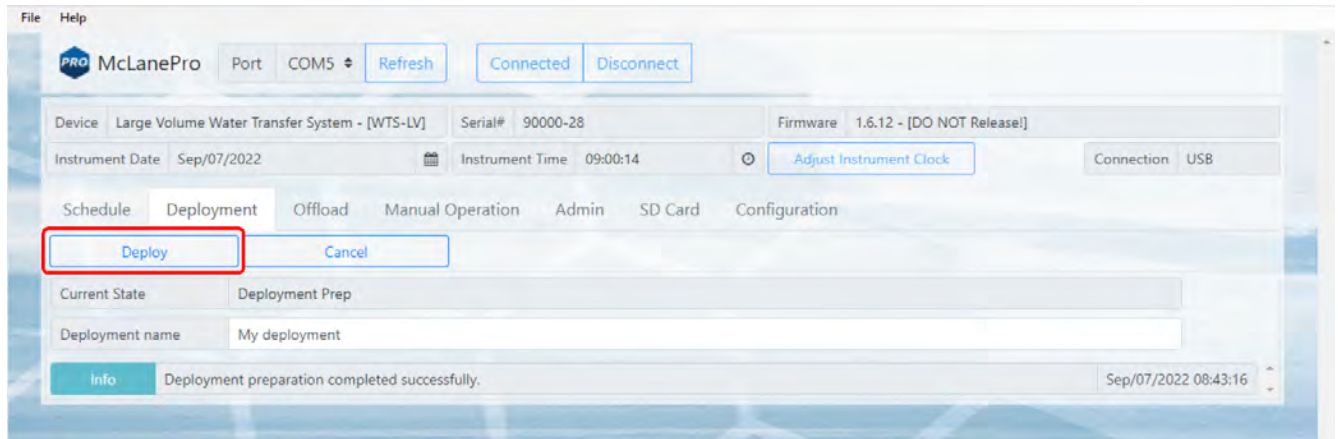 File Help
PRO McLanePro Port COM5 Refresh Connected Disconnect
Device Large Volume Water Transfer System - [WTS-LV] Serial# 90000-28 Firmware 1.6.12 - [DO NOT Release!]
Instrument Date Sep/07/2022 Instrument Time 09:00:14 Adjust Instrument Clock Connection USB
Schedule Deployment Offload Manual Operation Admin SD Card Configuration
Deploy Cancel
Current State Deployment Prep
Deployment name My deployment
Info Deployment preparation completed successfully. Sep/07/2022 08:43:16